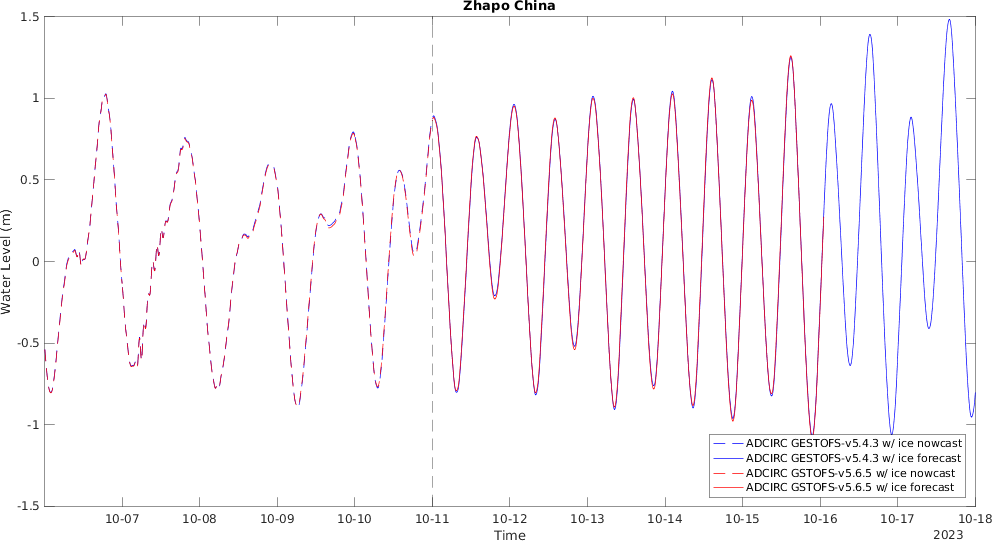 Zhapo China
1.5
1
0.5
0
-0.5
-1
-1.5
Water Level (m)
10-07 10-08 10-09 10-10 10-11 10-12 10-13 10-14 10-15 10-16 10-17 10-18
Time
2023
ADCIRC GESTOFS-v5.4.3 w/ ice nowcast
ADCIRC GESTOFS-v5.4.3 w/ ice forecast
ADCIRC GSTOFS-v5.6.5 w/ ice nowcast
ADCIRC GSTOFS-v5.6.5 w/ ice forecast